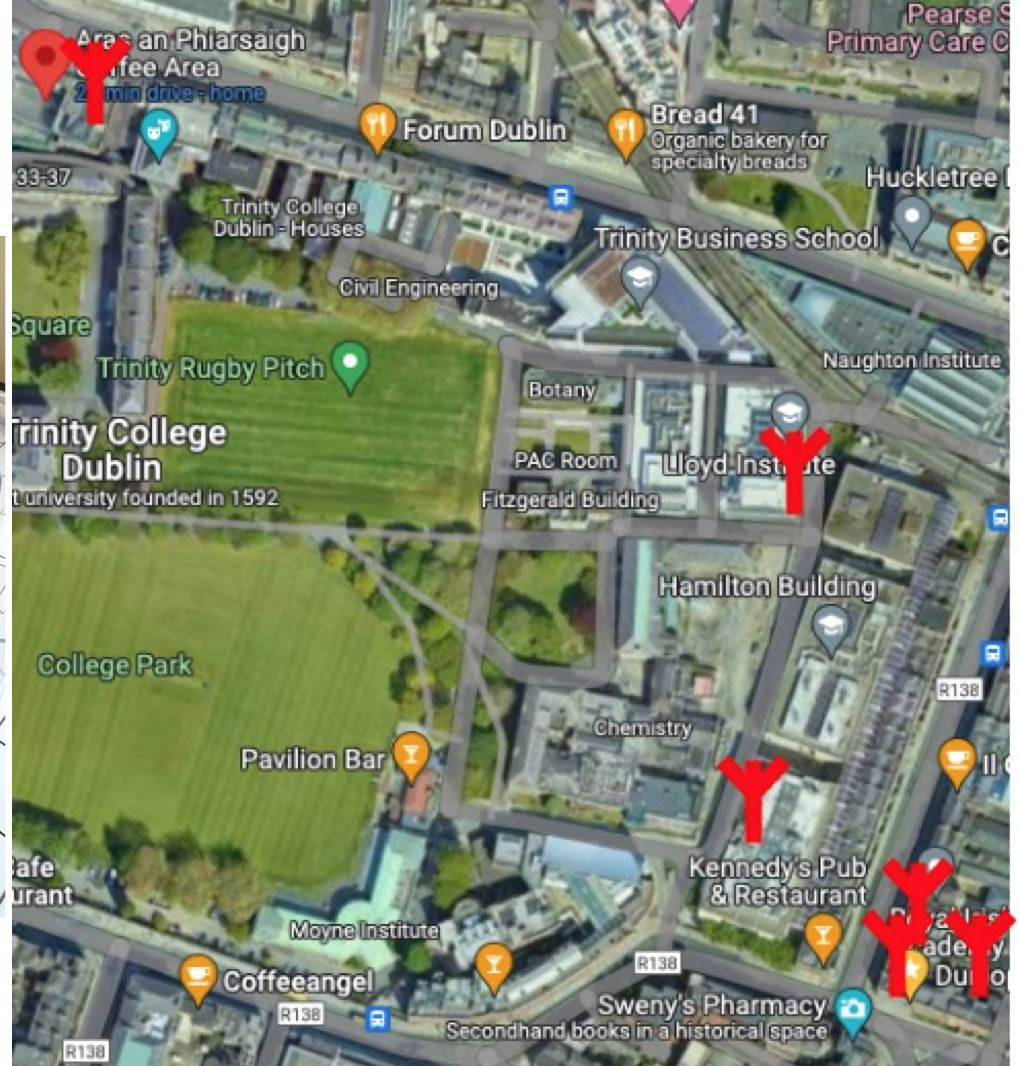 Pearse S
Primary Care C
Aras an Phiarsaigh
Coffee Area
min drive - home
Forum Dublin
Bread 41
Organic bakery for
specialty breads
33-37
Huckletree
Trinity College
Dublin - Houses
Trinity Business School
C
Civil Engineering
Square
Trinity Rugby Pitch
Naughton Institute
Botany
Trinity College
Dublin
t university founded in 1592
PAC Room
Lloyd Institute
Fitzgerald Building
Hamilton Building
College Park
R138
Chemistry
Pavilion Bar
Il C
afe
urant
Kennedy's Pub
& Restaurant
Moyne Institute
R138
Coffeeangel
R138
Sweny's Pharmacy
Secondhand books in a historical space
R138